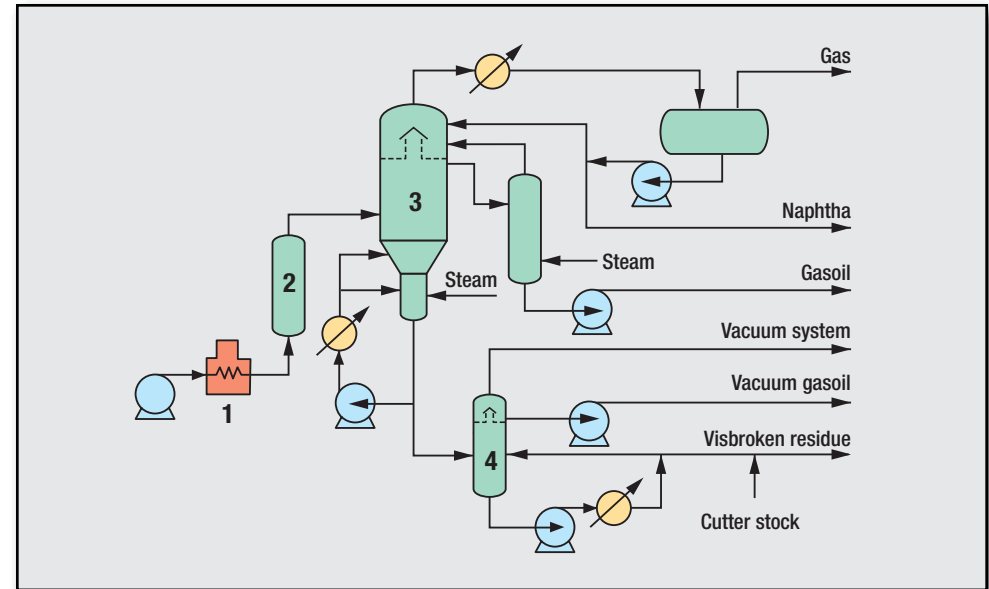 Gas
3
Naphtha
2
Steam
Steam
Gasoil
Vacuum system
1
Vacuum gasoil
4
Visbroken residue
Cutter stock